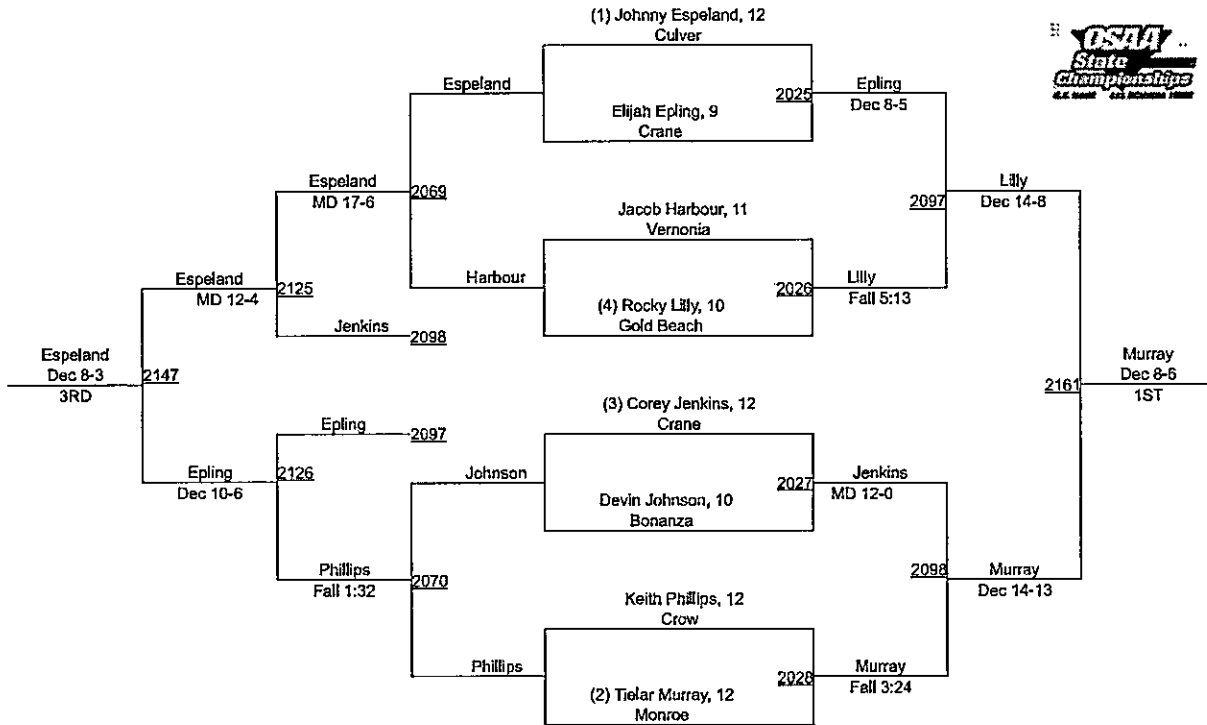 (1) Johnny Espeland, 12
Culver
OSAA
State
Championships
Espeland
2025
Epling
Dec 8-5
Elijah Epling, 9
Crane
Espeland
MD 17-6
2069
Lilly
Dec 14-8
2097
Jacob Harbour, 11
Vernonia
Espeland
MD 12-4
2125
Harbour
2026
Lilly
Fall 5:13
(4) Rocky Lilly, 10
Gold Beach
Jenkins
2098
Espeland
Dec 8-3
3RD
2147
2161
Murray
Dec 8-6
1ST
(3) Corey Jenkins, 12
Crane
Epling
2097
Epling
Dec 10-6
2126
Johnson
2027
Jenkins
MD 12-0
Devin Johnson, 10
Bonanza
Phillips
Fall 1:32
2070
2098
Murray
Dec 14-13
Keith Phillips, 12
Crow
Phillips
2028
Murray
Fall 3:24
(2) Tielar Murray, 12
Monroe